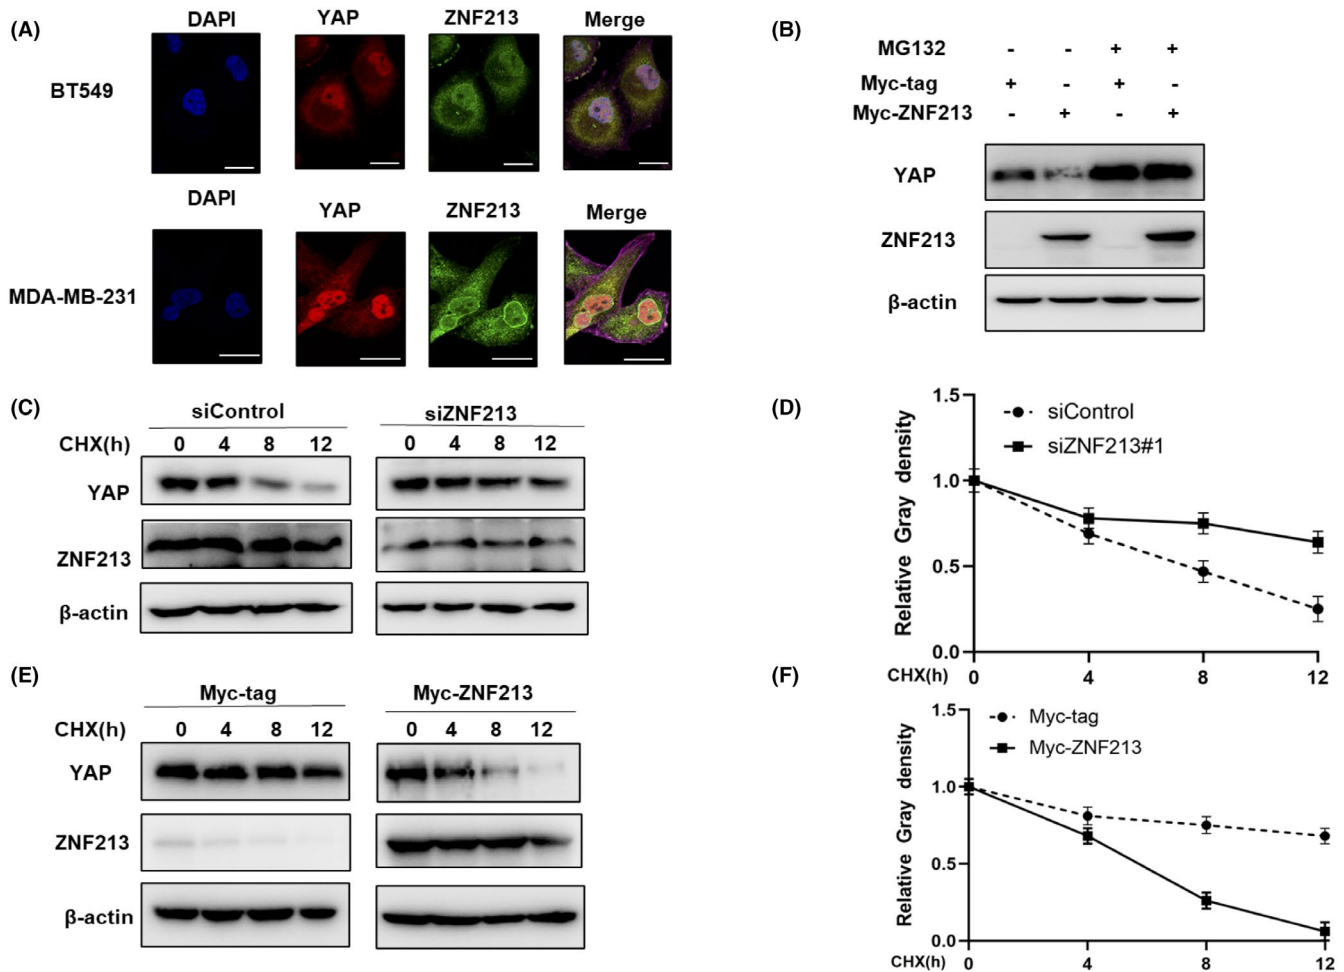 (A)
DAPI YAP ZNF213 Merge
BT549
DAPI YAP ZNF213 Merge
MDA-MB-231
(B)
MG132 - - + +
Myc-tag + - + -
Myc-ZNF213 - + - +
YAP
ZNF213
β-actin
(C)
siControl siZNF213
CHX(h) 0 4 8 12 0 4 8 12
YAP
ZNF213
β-actin
(D)
siControl
siZNF213#1
Relative Gray density
1.5
1.0
0.5
0.0
CHX(h) 0 4 8 12
(E)
Myc-tag Myc-ZNF213
CHX(h) 0 4 8 12 0 4 8 12
YAP
ZNF213
β-actin
(F)
Myc-tag
Myc-ZNF213
Relative Gray density
1.5
1.0
0.5
0.0
CHX(h) 0 4 8 12